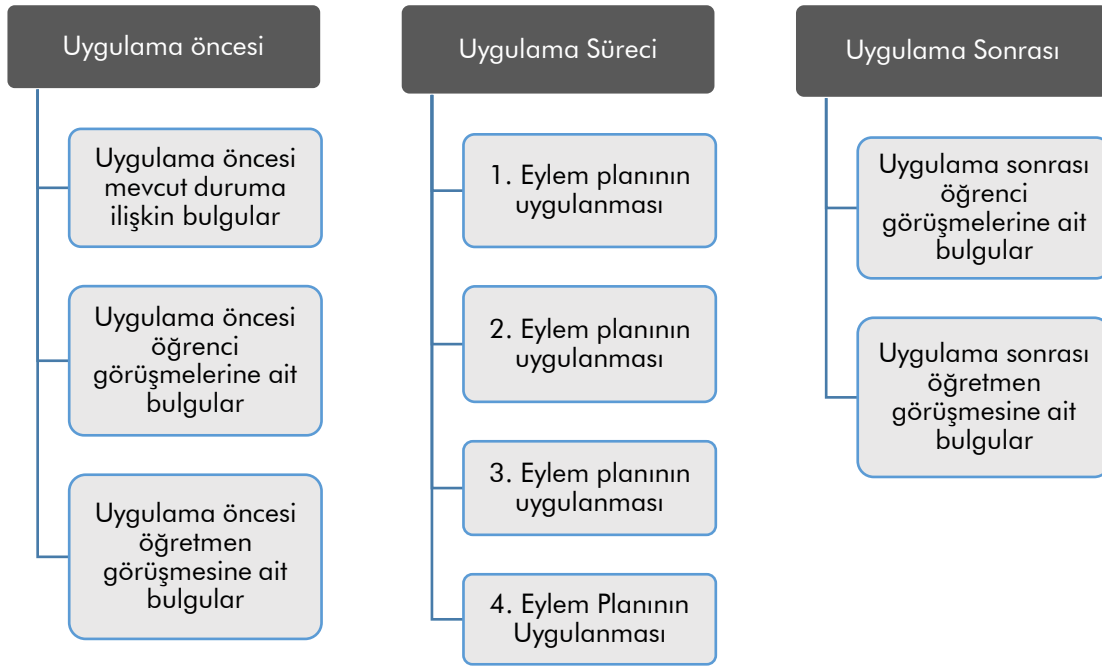 Uygulama öncesi
Uygulama öncesi
mevcut duruma
ilişkin bulgular
Uygulama öncesi
öğrenci
görüşmelerine ait
bulgular
Uygulama öncesi
öğretmen
görüşmesine ait
bulgular
Uygulama Süreci
1. Eylem planının
uygulanması
2. Eylem planının
uygulanması
3. Eylem planının
uygulanması
4. Eylem Planının
Uygulanması
Uygulama Sonrası
Uygulama sonrası
öğrenci
görüşmelerine ait
bulgular
Uygulama sonrası
öğretmen
görüşmesine ait
bulgular